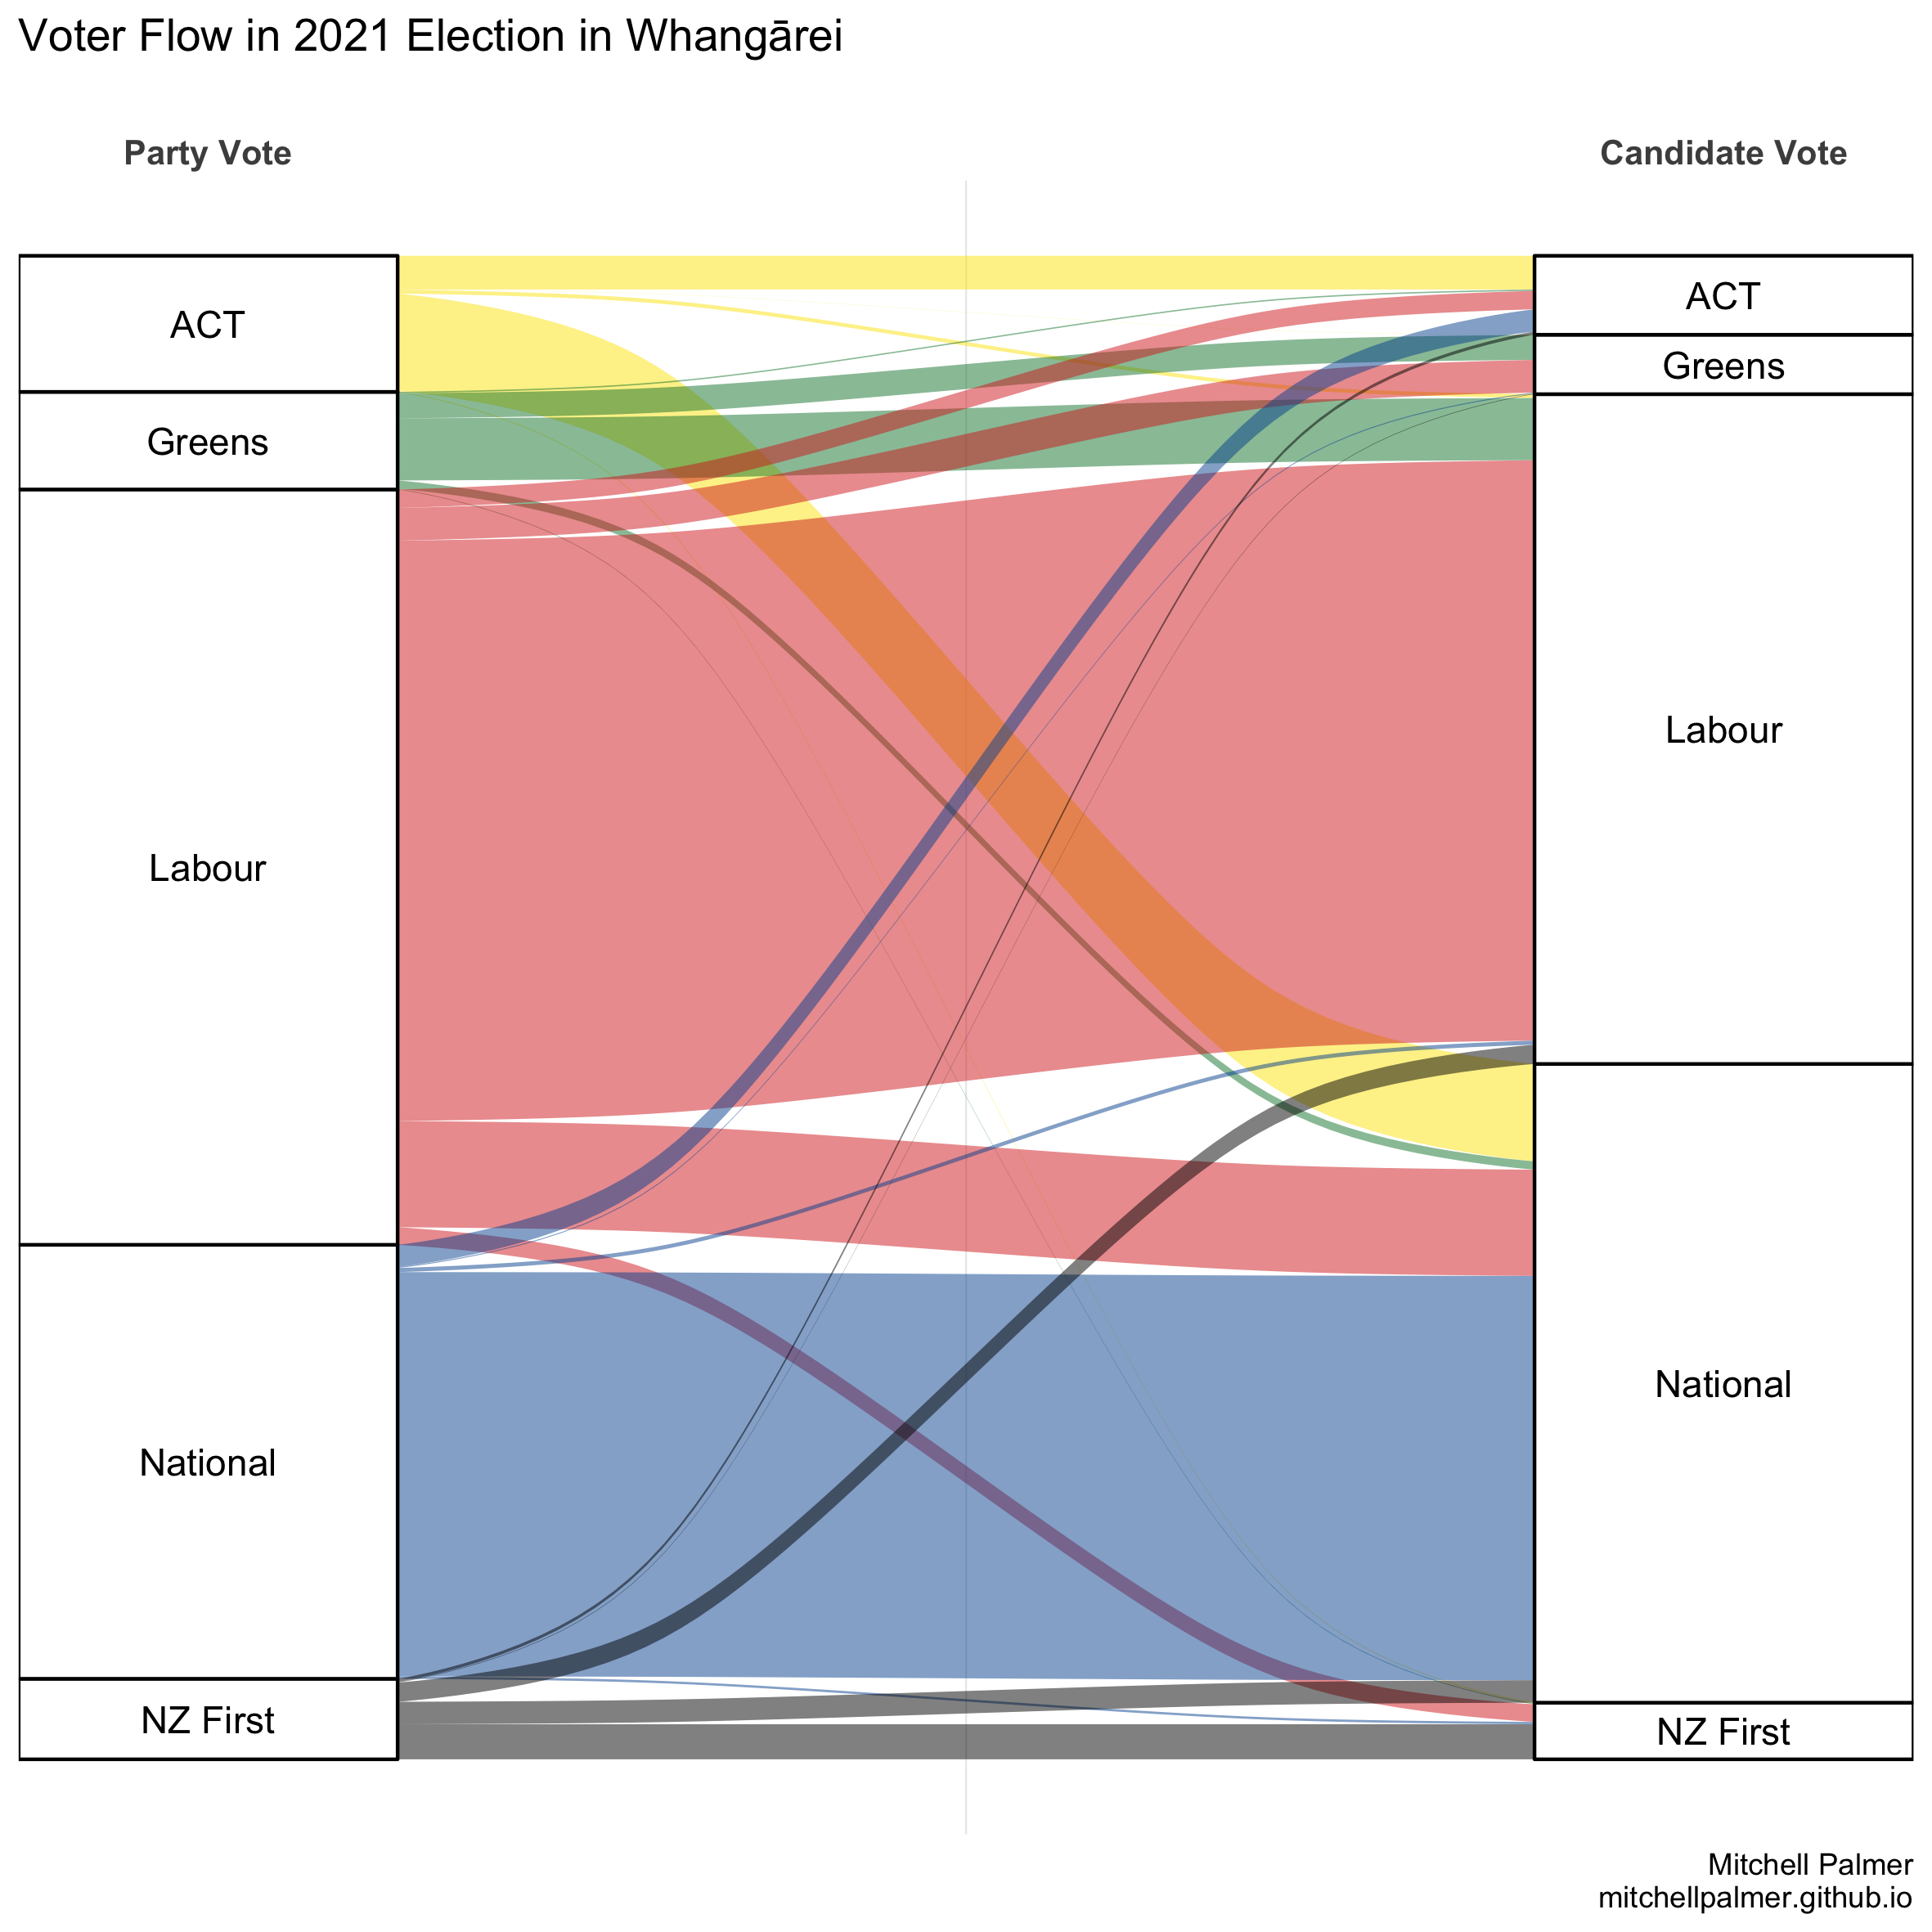 Voter Flow in 2021 Election in Whangārei
Party Vote
Candidate Vote
ACT
Greens
Labour
National
NZ First
ACT
Greens
Labour
National
NZ First
Mitchell Palmer
mitchellpalmer.github.io